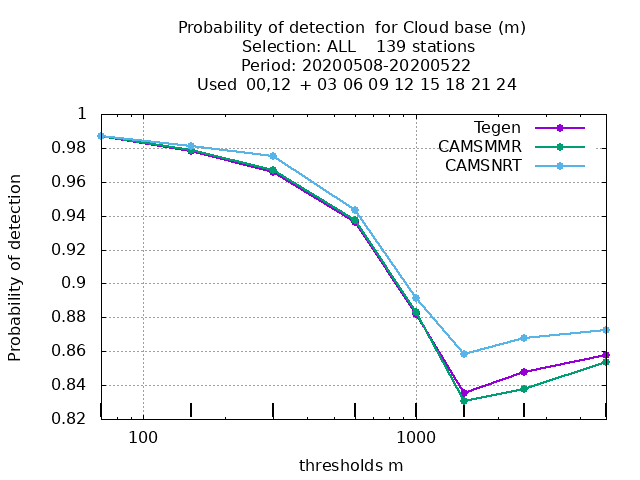 Probability of detection  for Cloud base (m)
Selection: ALL    139 stations
Period: 20200508-20200522
Used  00,12  + 03 06 09 12 15 18 21 24
1
0.98
0.96
0.94
0.92
0.9
0.88
0.86
0.84
0.82
Probability of detection
Tegen
CAMSMMR
CAMSNRT
100
1000
thresholds m